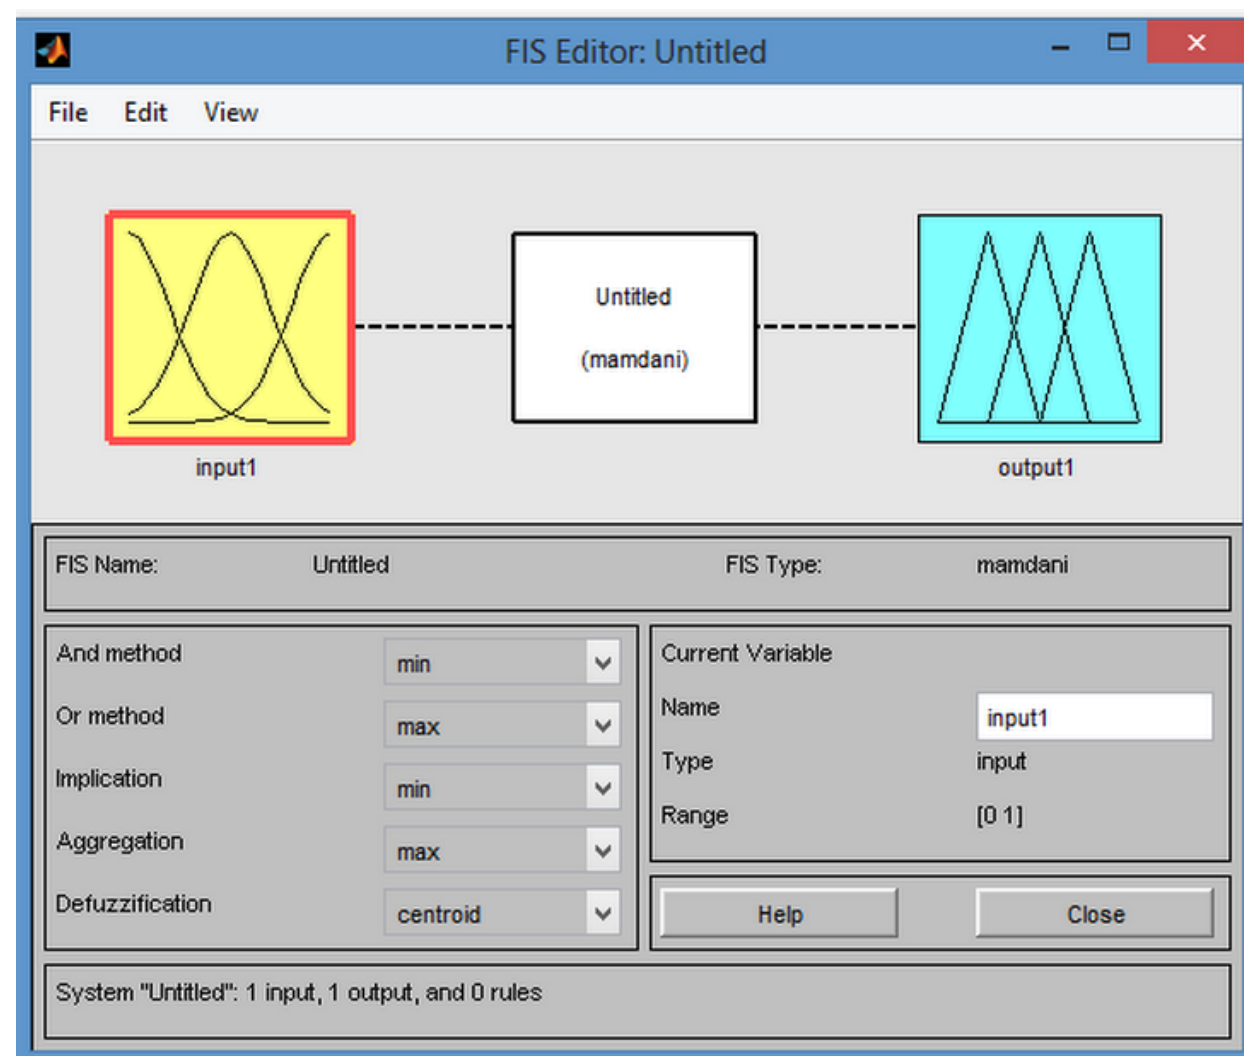 FIS Editor: Untitled
File Edit View
Untitled
(mamdani)
input1
output1
FIS Name: Untitled FIS Type: mamdani
And method min
Or method max
Implication min
Aggregation max
Defuzzification centroid
Current Variable
Name input1
Type input
Range [0 1]
Help Close
System "Untitled": 1 input, 1 output, and 0 rules